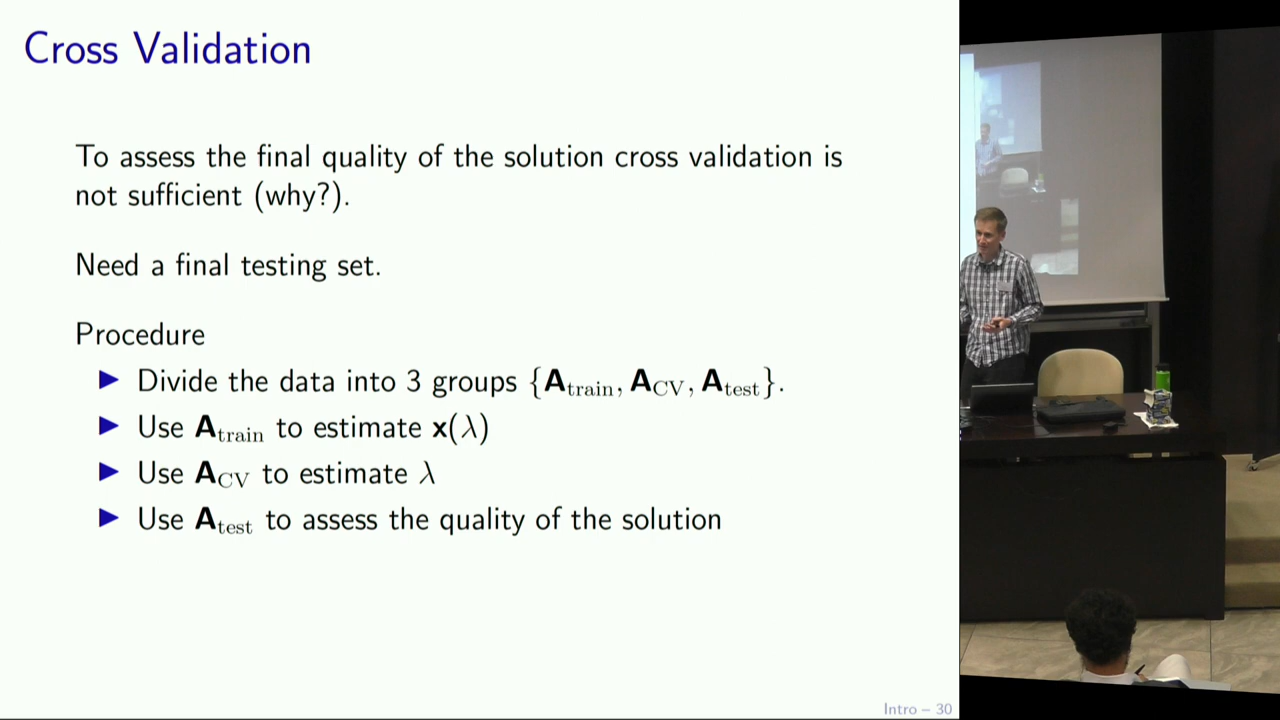 Cross Validation
To assess the final quality of the solution cross validation is
not sufficient (why?).
Need a final testing set.
Procedure
▶ Divide the data into 3 groups {A_train, A_CV, A_test}.
▶ Use A_train to estimate x(λ)
▶ Use A_CV to estimate λ
▶ Use A_test to assess the quality of the solution
Intro – 30